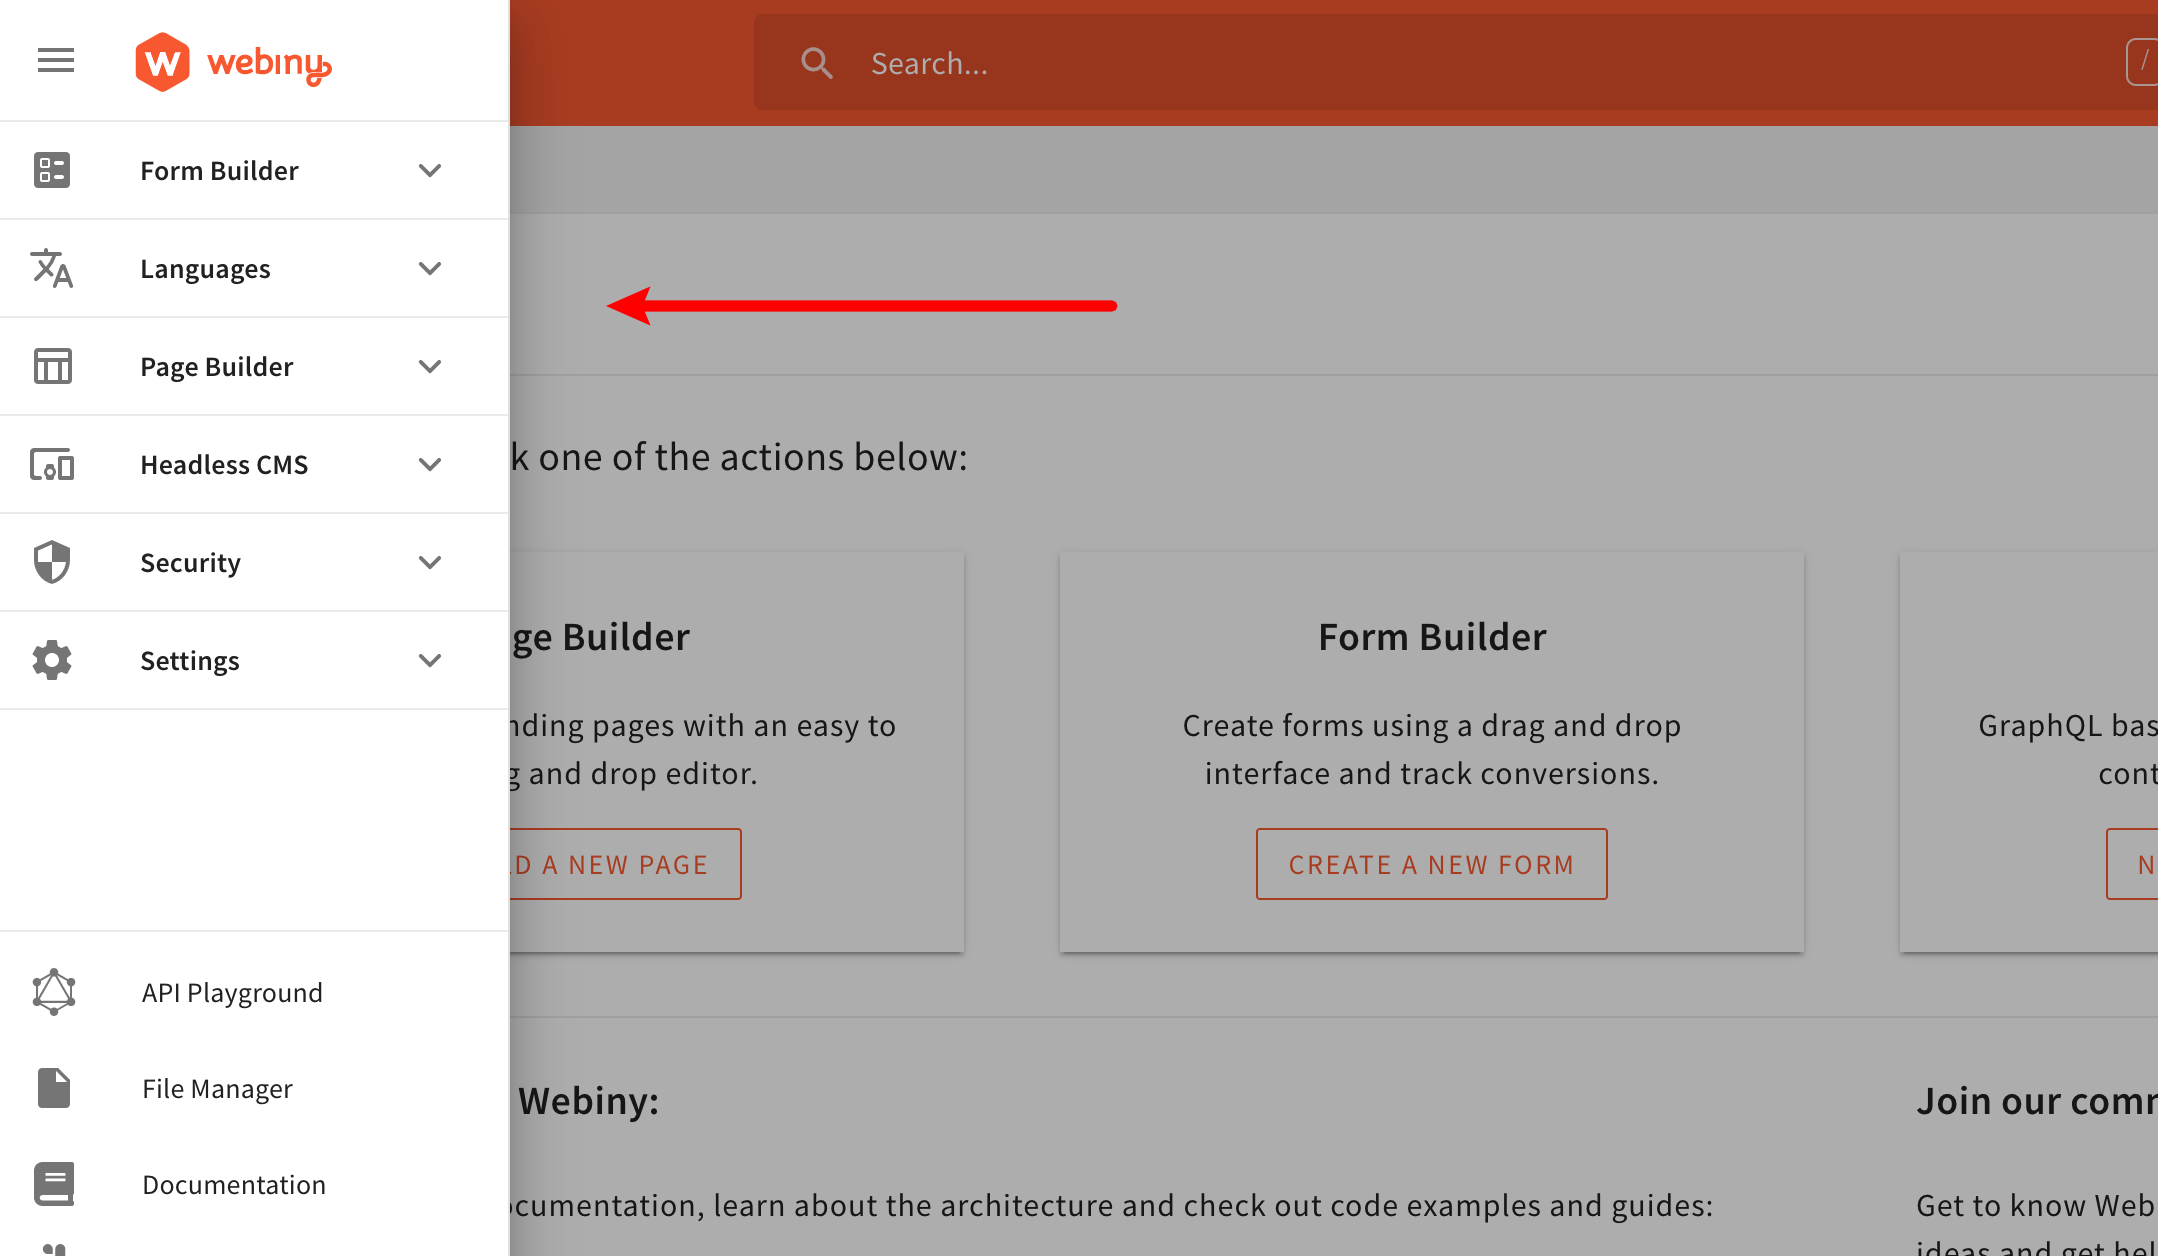 webiny
Search...
/
Form Builder
Languages
Page Builder
Headless CMS
Security
Settings
API Playground
File Manager
Documentation
k one of the actions below:
ge Builder
nding pages with an easy to
g and drop editor.
D A NEW PAGE
Form Builder
Create forms using a drag and drop
interface and track conversions.
CREATE A NEW FORM
GraphQL bas
cont
N
Webiny:
ocumentation, learn about the architecture and check out code examples and guides:
Join our comm
Get to know Web
ideas and get hel